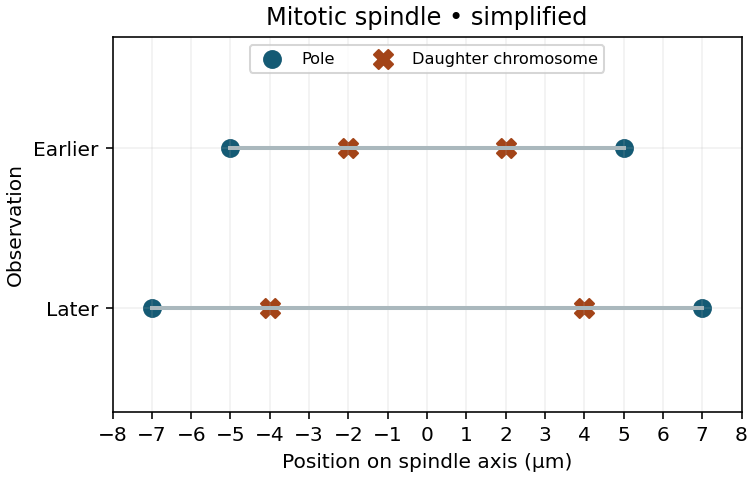 Mitotic spindle • simplified
Pole
Daughter chromosome
Observation
Earlier
Later
−8 −7 −6 −5 −4 −3 −2 −1 0 1 2 3 4 5 6 7 8
Position on spindle axis (μm)